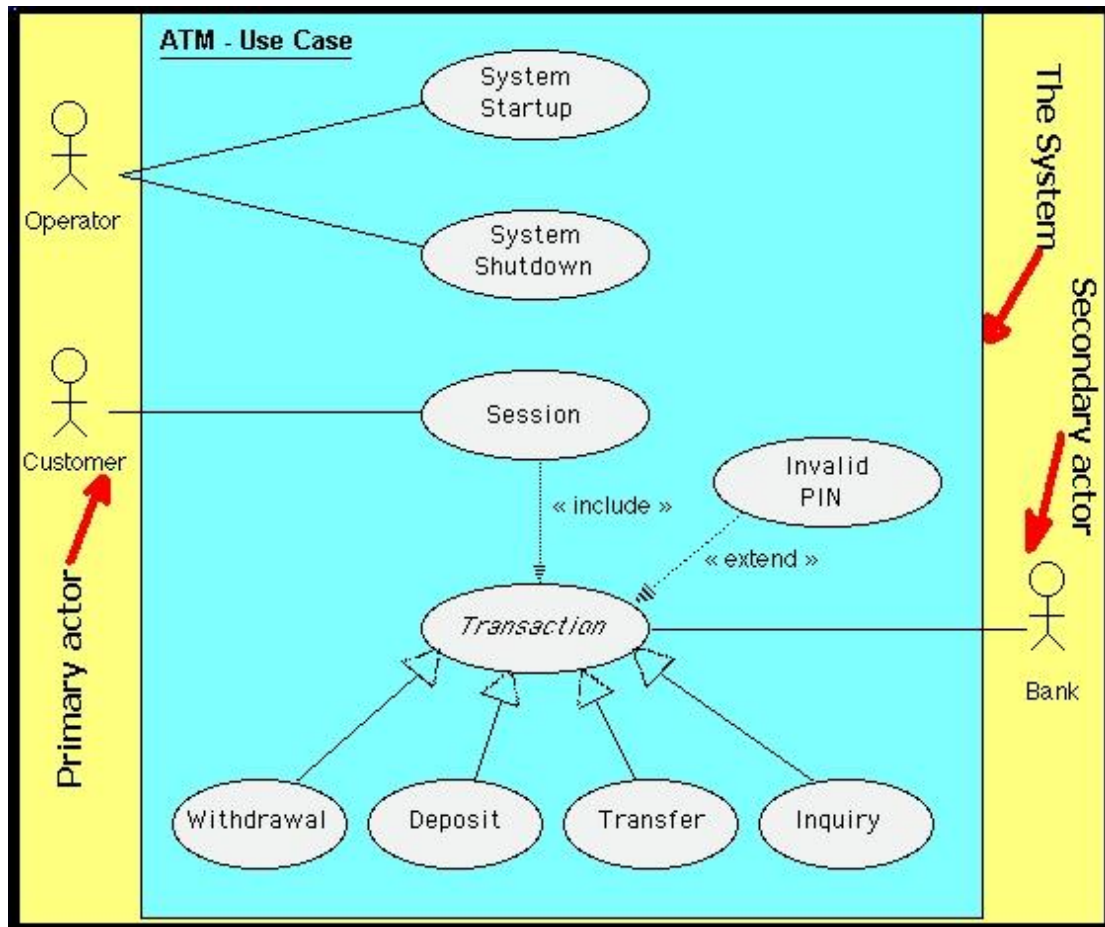 ATM - Use Case
System
Startup
Operator
System
Shutdown
The System
Secondary actor
Customer
Session
Invalid
PIN
« include »
« extend »
Primary actor
Transaction
Bank
Withdrawal
Deposit
Transfer
Inquiry